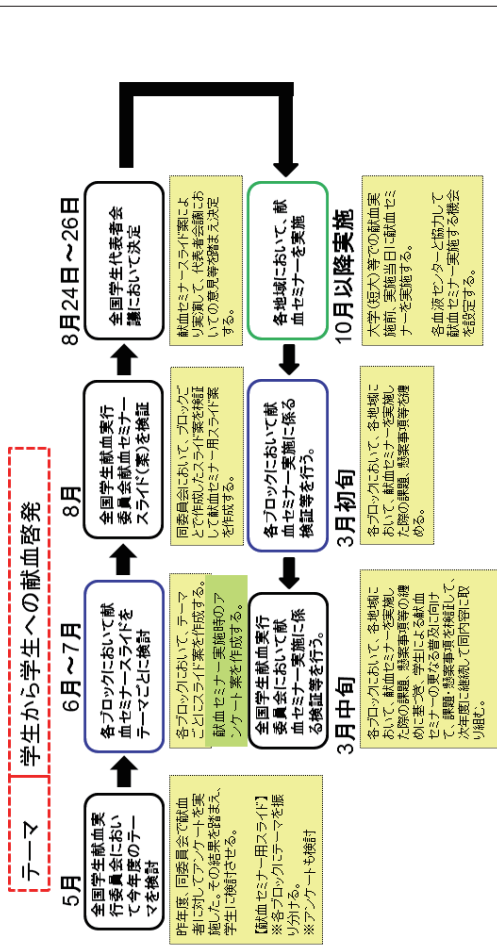 テーマ
学生から学生への献血啓発
5月
全国学生献血実
行委員会におい
て今年度のテー
マを検討
昨年度、同委員会で献血
者に対してアンケートを実
施した。その結果を踏まえ、
学生に検討させる。
【献血セミナー用スライド】
※各ブロックにテーマを振
り分ける。
※アンケートも検討
6月～7月
各ブロックにおいて献
血セミナースライドを
テーマごとに検討
各ブロックにおいて、テーマ
ごとにスライド案を作成する。
献血セミナー実施時のア
ンケート案を作成する。
8月
全国学生献血実行
委員会献血セミナー
スライド(案)を検証
同委員会において、ブロックご
とで作成したスライド案を検証
して献血セミナー用スライド案
を作成する。
8月24日～26日
全国学生代表者会
議において決定
献血セミナースライド案によ
り実演して、代表者会議にお
いての意見等を踏まえ決定
する。
各地域において、献
血セミナーを実施
10月以降実施
大学(短大)等での献血実
施前、実施当日に献血セミ
ナーを実施する。
各血液センターと協力して
献血セミナー実施する機会
を設定する。
各ブロックにおいて献
血セミナー実施に係る
検証等を行う。
3月初旬
各ブロックにおいて、各地域に
おいて、献血セミナーを実施し
た際の課題、懸案事項等を纏
める。
全国学生献血実行
委員会において献
血セミナー実施に係
る検証等を行う。
3月中旬
各ブロックにおいて、各地域に
おいて、献血セミナーを実施し
た際の課題、懸案事項等の纏
めに基づき、学生による献血
セミナーの更なる普及に向け
て、課題・懸案事項を検証して、
次年度に継続して同内容に取
り組む。